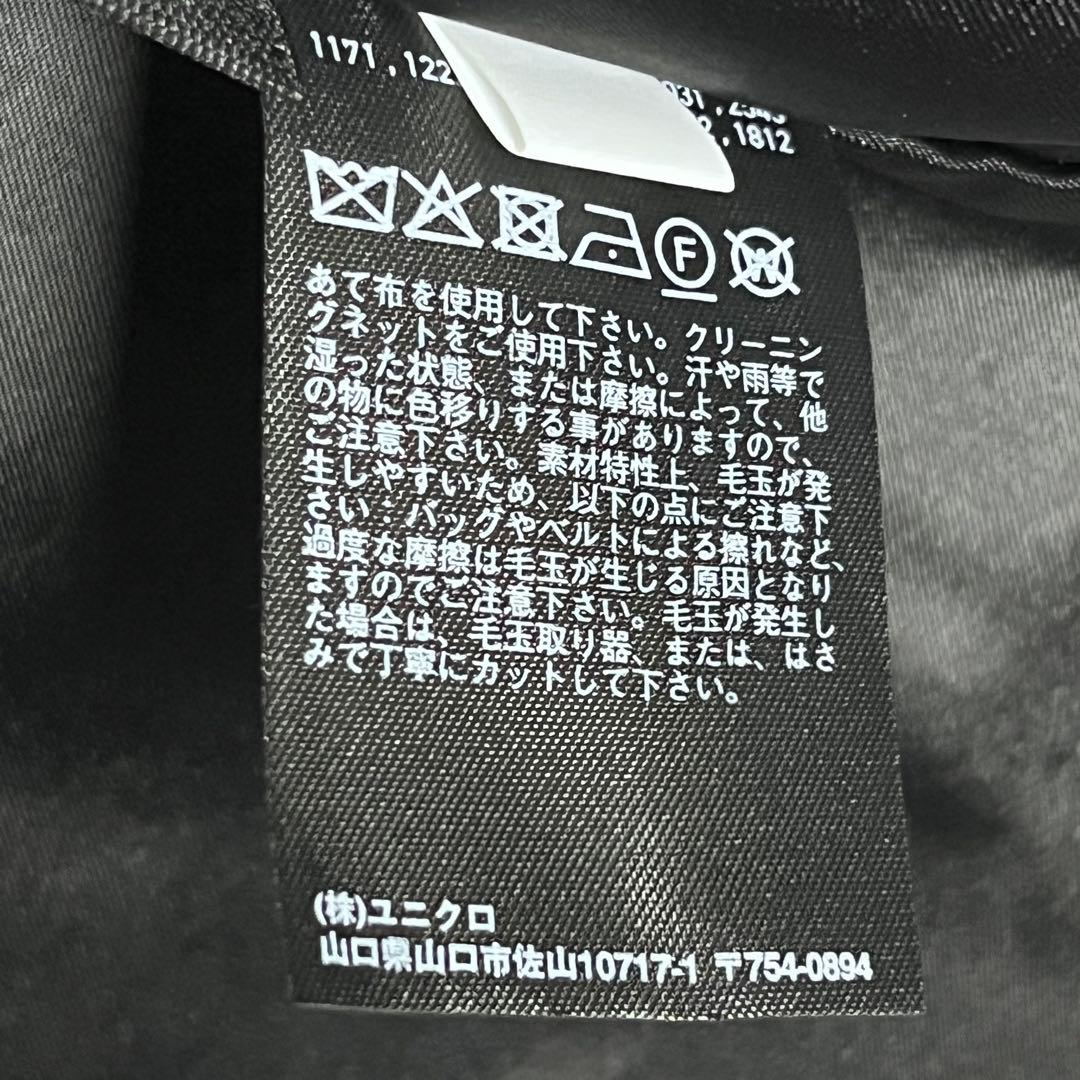 1171 , 122
031 , 2345
2 , 1812
F
W
あて布を使用して下さい。クリーニン
グネットをご使用下さい。汗や雨等で
湿った状態、または摩擦によって、他
の物に色移りする事がありますので、
ご注意下さい。素材特性上、毛玉が発
生しやすいため、以下の点にご注意下
さい：バッグやベルトによる擦れなど、
過度な摩擦は毛玉が生じる原因となり
ますのでご注意下さい。毛玉が発生し
た場合は、毛玉取り器、または、はさ
みで丁寧にカットして下さい。
(株)ユニクロ
山口県山口市佐山10717-1 〒754-0894